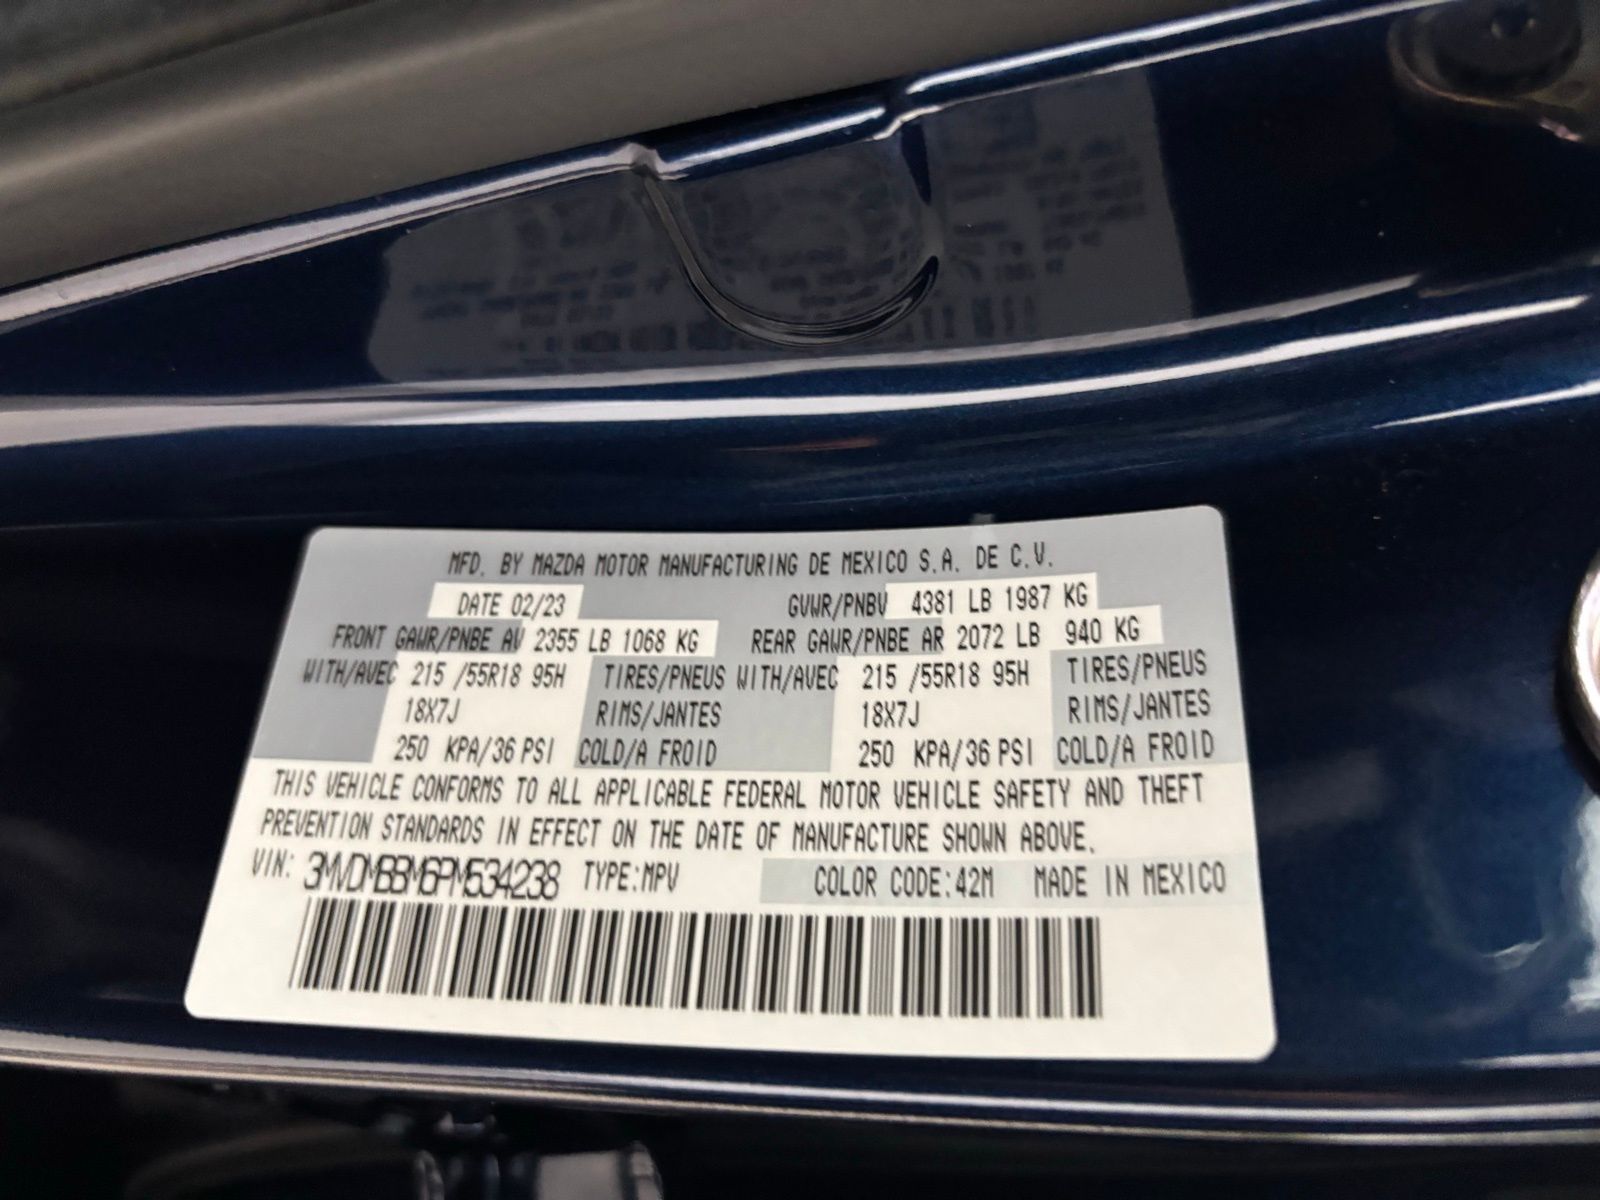 MFD. BY MAZDA MOTOR MANUFACTURING DE MEXICO S.A. DE C.V.
DATE 02/23 GVWR/PNBV 4381 LB 1987 KG
FRONT GAWR/PNBE AV 2355 LB 1068 KG REAR GAWR/PNBE AR 2072 LB 940 KG
WITH/AVEC 215 /55R18 95H TIRES/PNEUS WITH/AVEC 215 /55R18 95H TIRES/PNEUS
18X7J RIMS/JANTES 18X7J RIMS/JANTES
250 KPA/36 PSI COLD/A FROID 250 KPA/36 PSI COLD/A FROID
THIS VEHICLE CONFORMS TO ALL APPLICABLE FEDERAL MOTOR VEHICLE SAFETY AND THEFT
PREVENTION STANDARDS IN EFFECT ON THE DATE OF MANUFACTURE SHOWN ABOVE.
VIN: 3MVDMBBM6PM534238 TYPE:MPV COLOR CODE:42M MADE IN MEXICO